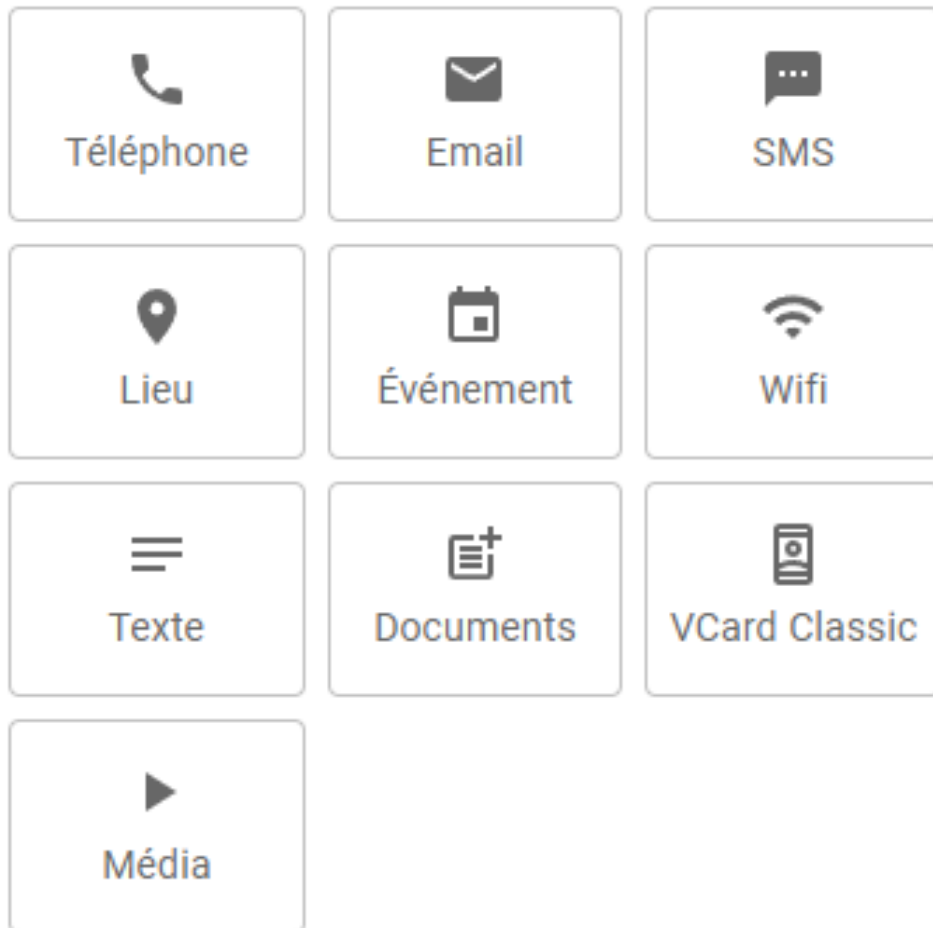 Téléphone
Email
SMS
Lieu
Événement
Wifi
Texte
Documents
VCard Classic
Média